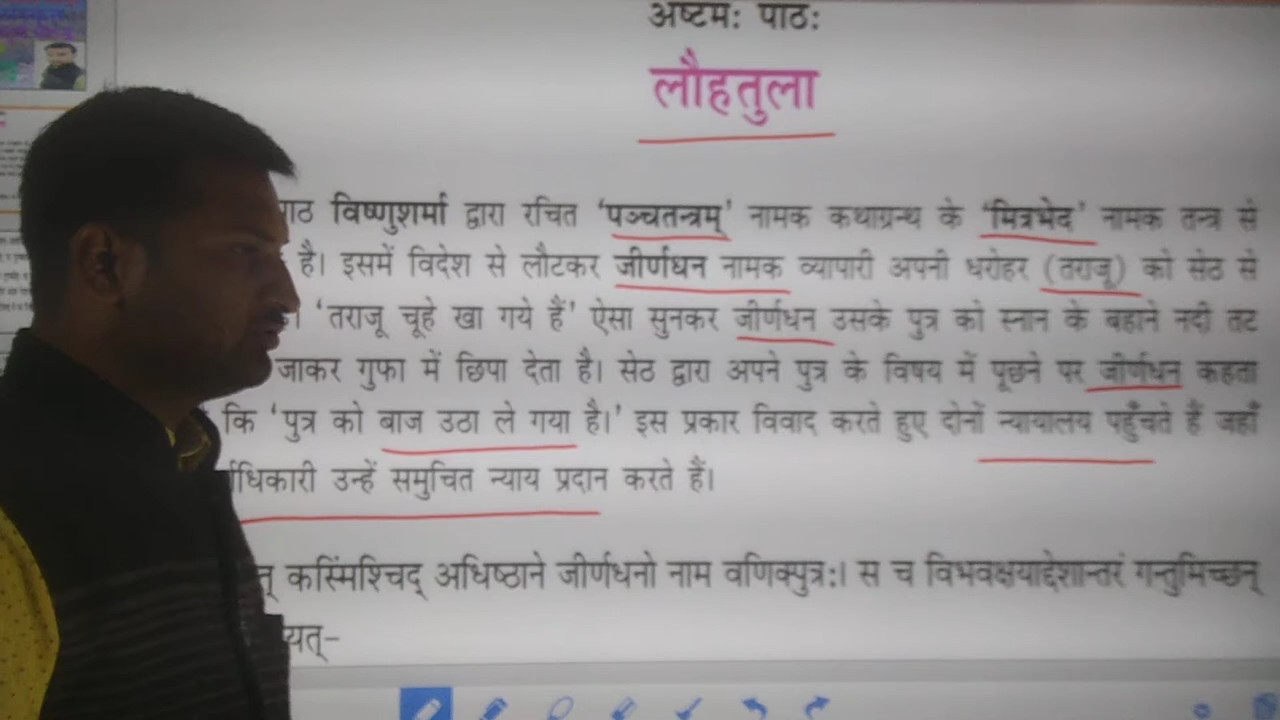 अष्टमः पाठः
लौहतुला
पाठ विष्णुशर्मा द्वारा रचित 'पञ्चतन्त्रम्' नामक कथाग्रन्थ के 'मित्रभेद' नामक तन्त्र से
है। इसमें विदेश से लौटकर जीर्णधन नामक व्यापारी अपनी धरोहर (तराजू) को सेठ से
। 'तराजू चूहे खा गये हैं' ऐसा सुनकर जीर्णधन उसके पुत्र को स्नान के बहाने नदी तट
जाकर गुफा में छिपा देता है। सेठ द्वारा अपने पुत्र के विषय में पूछने पर जीर्णधन कहता
कि 'पुत्र को बाज उठा ले गया है।' इस प्रकार विवाद करते हुए दोनों न्यायालय पहुँचते हैं जहाँ
धिकारी उन्हें समुचित न्याय प्रदान करते हैं।
त् कस्मिंश्चिद् अधिष्ठाने जीर्णधनो नाम वणिक्पुत्रः। स च विभवक्षयाद्देशान्तरं गन्तुमिच्छन्
यत्–